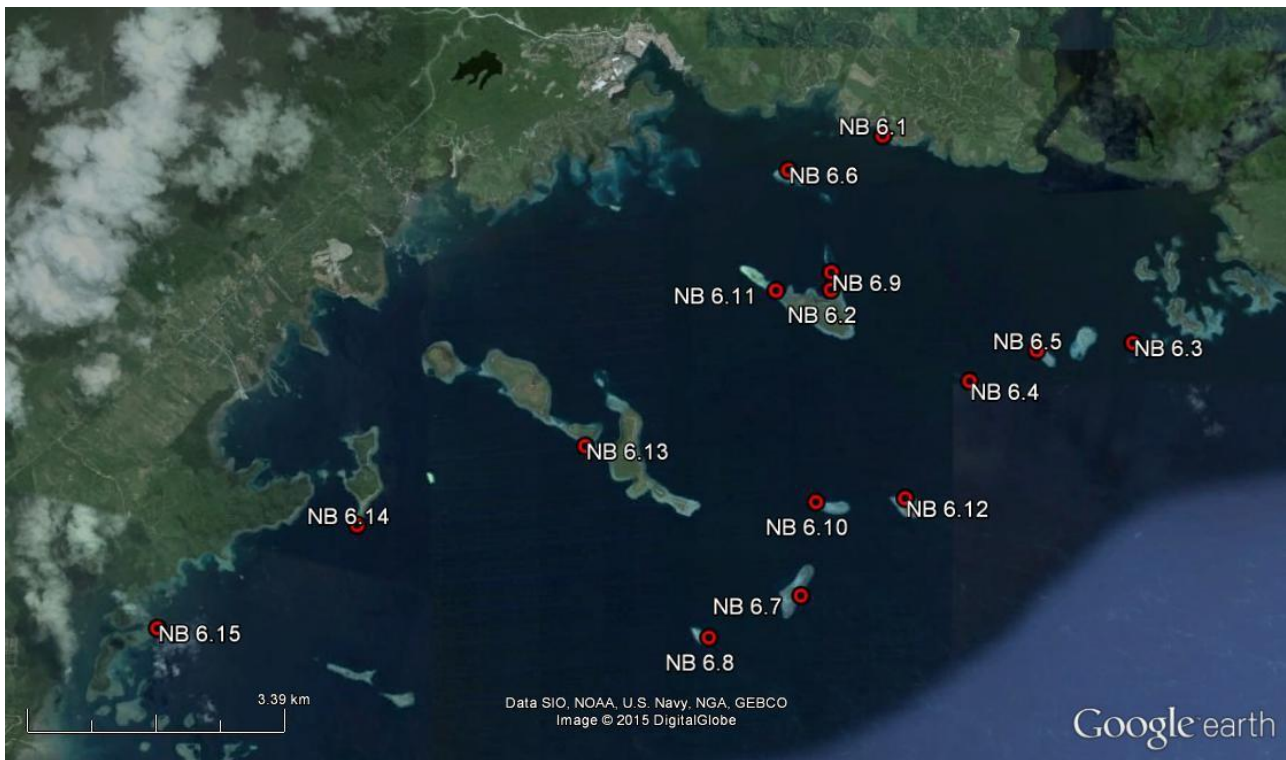 NB 6.1
NB 6.6
NB 6.9
NB 6.11
NB 6.2
NB 6.5
NB 6.3
NB 6.4
NB 6.13
NB 6.12
NB 6.14
NB 6.10
NB 6.7
NB 6.15
NB 6.8
3.39 km
Data SIO, NOAA, U.S. Navy, NGA, GEBCO
Image © 2015 DigitalGlobe
Google earth